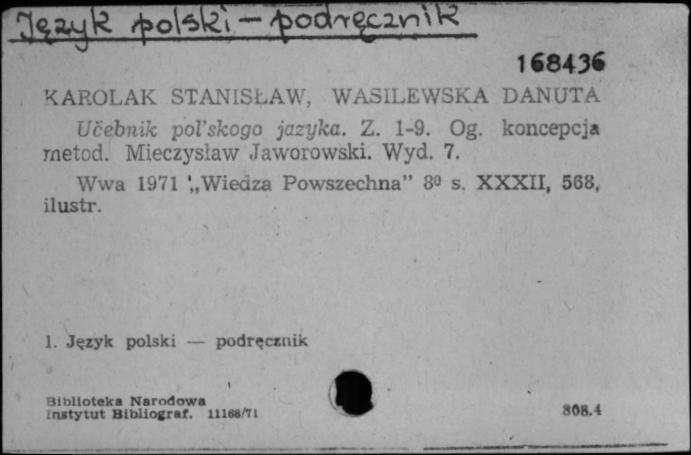 Język polski – podręcznik
168436
KAROLAK STANISŁAW, WASILEWSKA DANUTA
Učebnik pol'skogo jazyka. Z. 1-9. Og. koncepcja
metod. Mieczysław Jaworowski. Wyd. 7.
Wwa 1971 „Wiedza Powszechna” 8⁰ s. XXXII, 568,
ilustr.
1. Język polski — podręcznik
Biblioteka Narodowa
Instytut Bibliograf. 11168/71
808.4